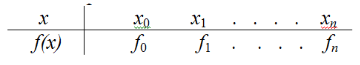 x x₀ x₁ . . . . xₙ
f(x) f₀ f₁ . . . . fₙ